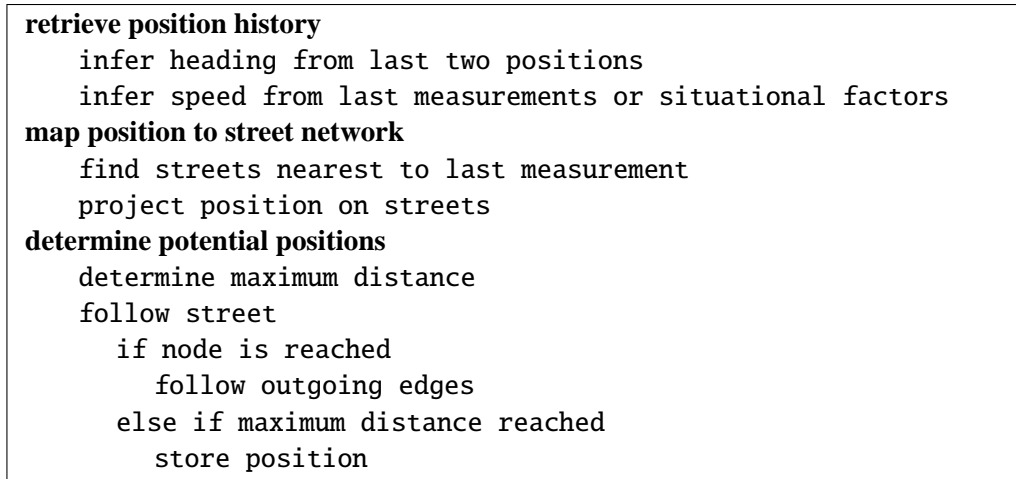 retrieve position history
infer heading from last two positions
infer speed from last measurements or situational factors
map position to street network
find streets nearest to last measurement
project position on streets
determine potential positions
determine maximum distance
follow street
if node is reached
follow outgoing edges
else if maximum distance reached
store position